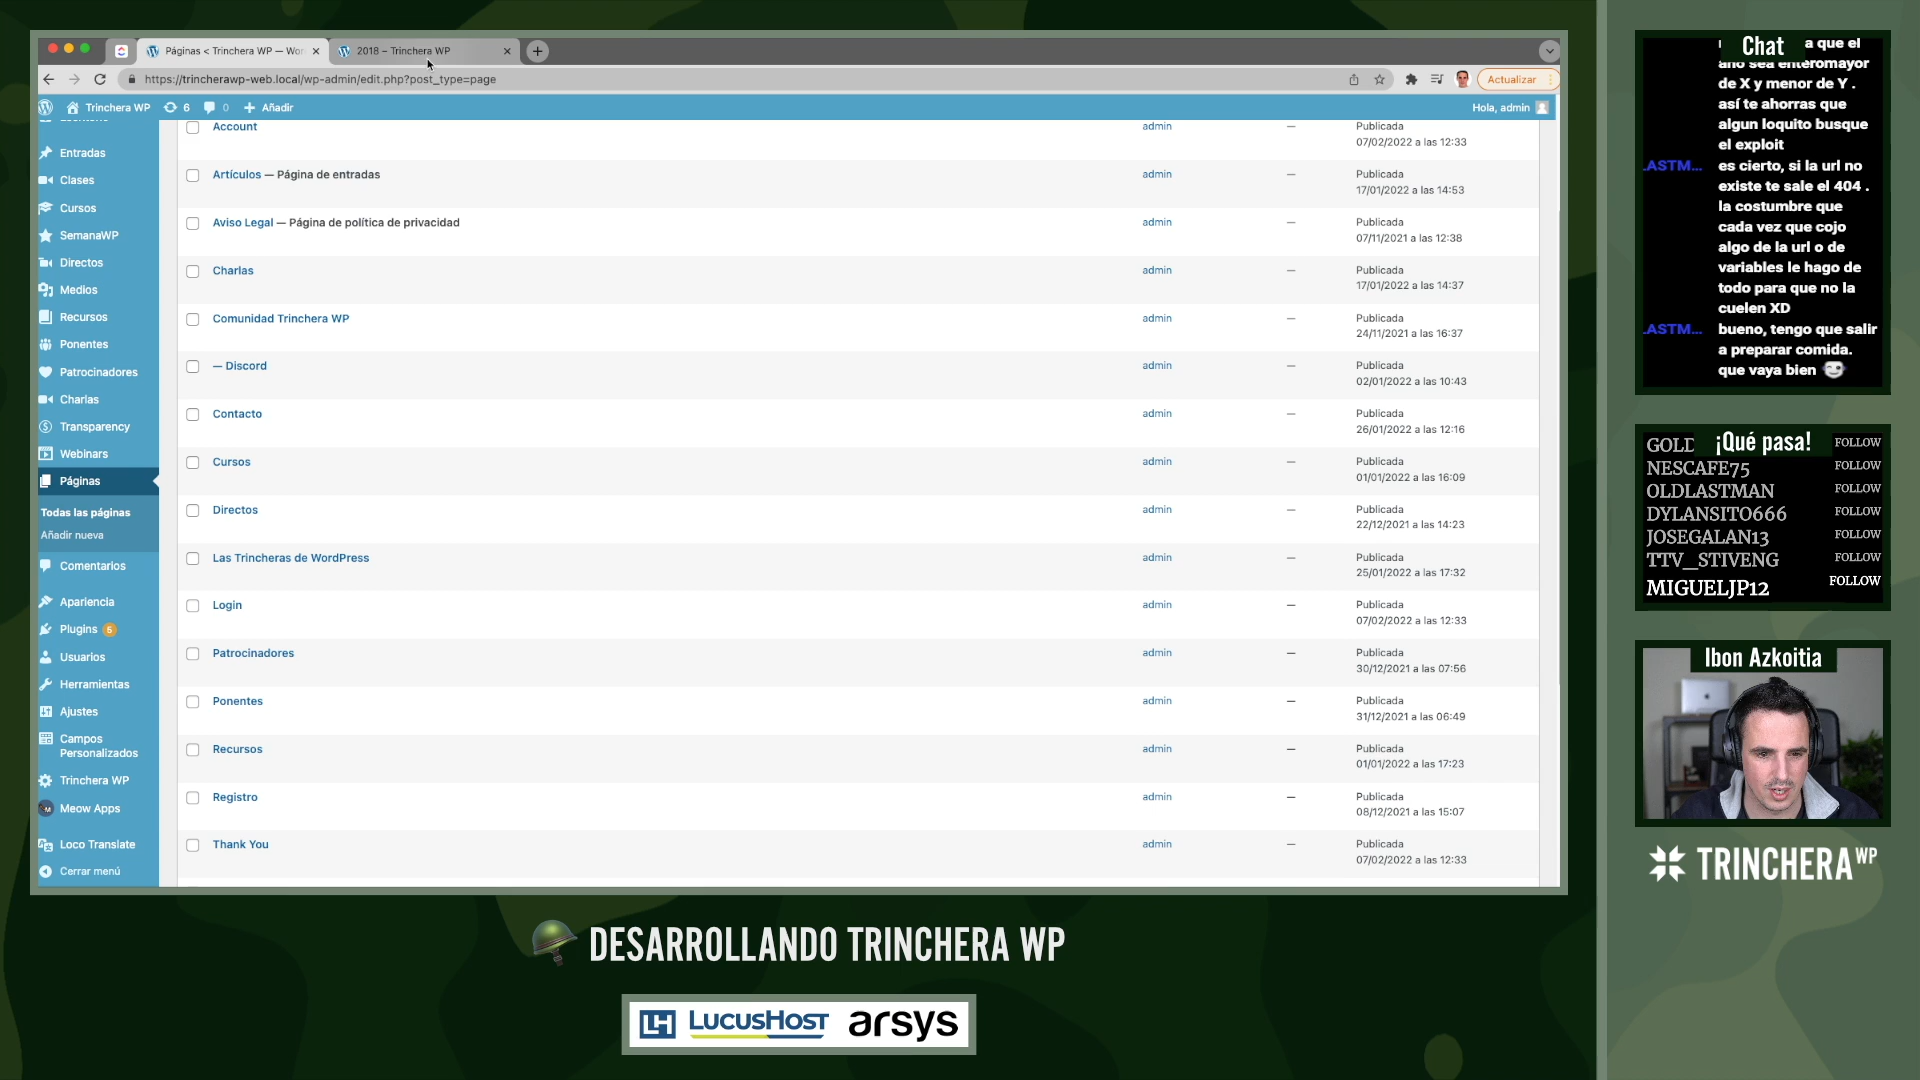 Páginas < Trinchera WP — Wor
2018 – Trinchera WP
https://trincherawp-web.local/wp-admin/edit.php?post_type=page
Actualizar
Trinchera WP
6
0
Añadir
Hola, admin
Entradas
Clases
Cursos
SemanaWP
Directos
Medios
Recursos
Ponentes
Patrocinadores
Charlas
Transparency
Webinars
Páginas
Todas las páginas
Añadir nueva
Comentarios
Apariencia
Plugins 5
Usuarios
Herramientas
Ajustes
Campos
Personalizados
Trinchera WP
Meow Apps
Loco Translate
Cerrar menú
Account admin — Publicada
07/02/2022 a las 12:33
Artículos — Página de entradas admin — Publicada
17/01/2022 a las 14:53
Aviso Legal — Página de política de privacidad admin — Publicada
07/11/2021 a las 12:38
Charlas admin — Publicada
17/01/2022 a las 14:37
Comunidad Trinchera WP admin — Publicada
24/11/2021 a las 16:37
— Discord admin — Publicada
02/01/2022 a las 10:43
Contacto admin — Publicada
26/01/2022 a las 12:16
Cursos admin — Publicada
01/01/2022 a las 16:09
Directos admin — Publicada
22/12/2021 a las 14:23
Las Trincheras de WordPress admin — Publicada
25/01/2022 a las 17:32
Login admin — Publicada
07/02/2022 a las 12:33
Patrocinadores admin — Publicada
30/12/2021 a las 07:56
Ponentes admin — Publicada
31/12/2021 a las 06:49
Recursos admin — Publicada
01/01/2022 a las 17:23
Registro admin — Publicada
08/12/2021 a las 15:07
Thank You admin — Publicada
07/02/2022 a las 12:33
Chat
a que el
año sea enteromayor
de X y menor de Y .
así te ahorras que
algun loquito busque
el exploit
LASTM... es cierto, si la url no
existe te sale el 404 .
la costumbre que
cada vez que cojo
algo de la url o de
variables le hago de
todo para que no la
cuelen XD
LASTM... bueno, tengo que salir
a preparar comida.
que vaya bien
¡Qué pasa!
GOLD FOLLOW
NESCAFE75 FOLLOW
OLDLASTMAN FOLLOW
DYLANSITO666 FOLLOW
JOSEGALAN13 FOLLOW
TTV_STIVENG FOLLOW
MIGUELJP12 FOLLOW
Ibon Azkoitia
TRINCHERA WP
DESARROLLANDO TRINCHERA WP
LH LUCUSHOST arsys